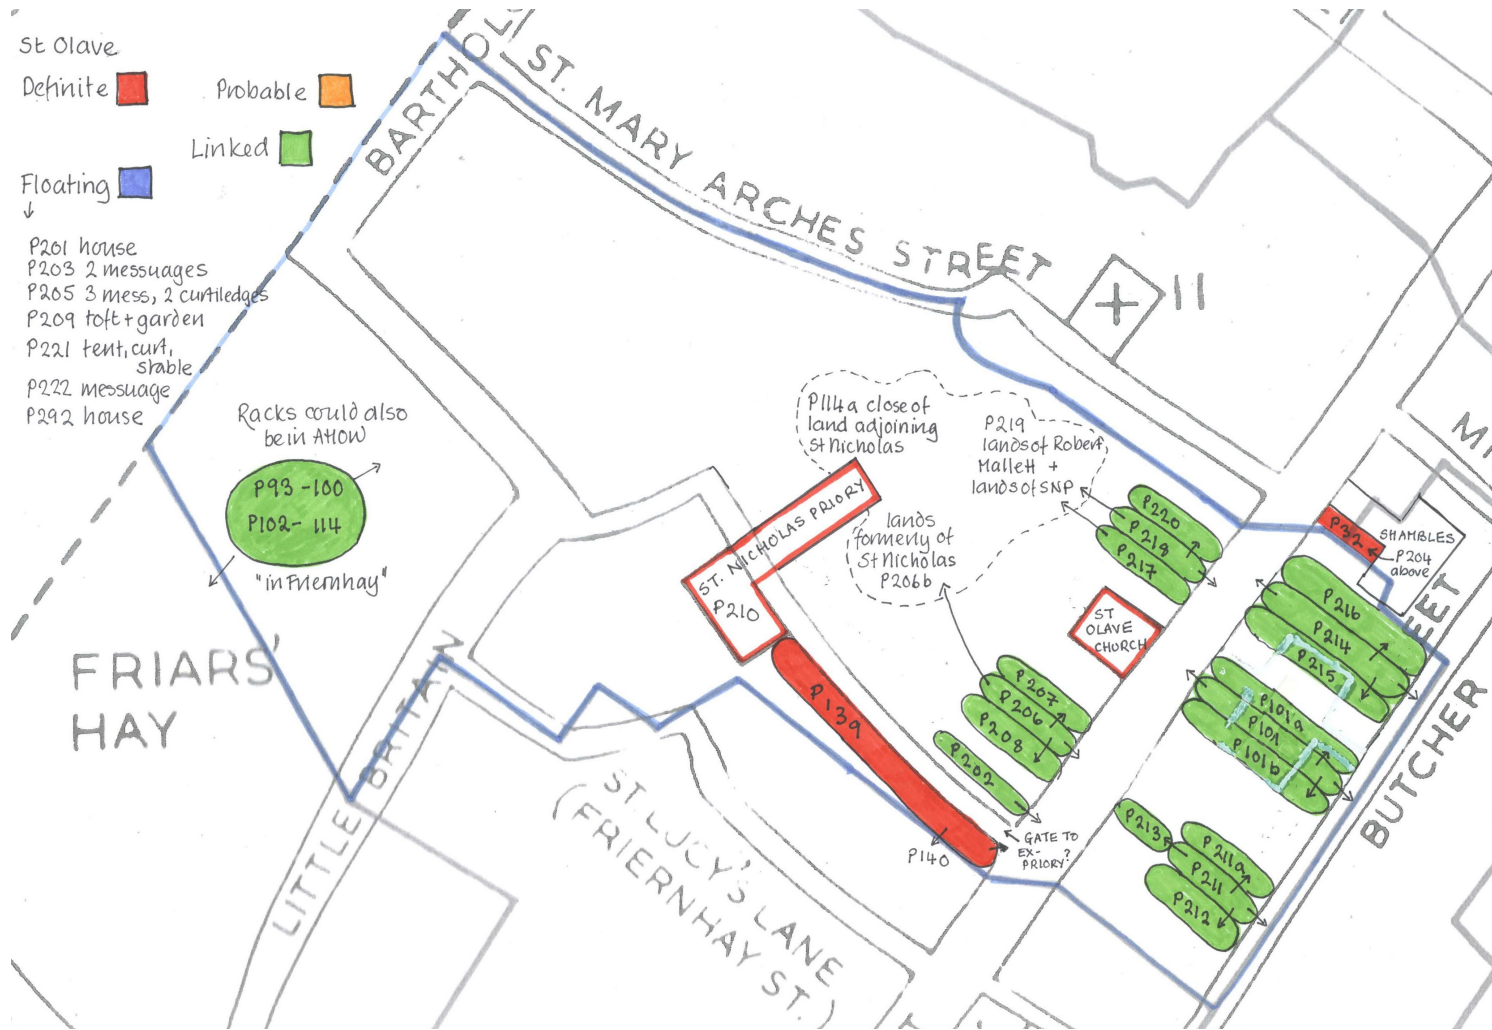 St Olave
Definite
Probable
Linked
Floating
P201 house
P203 2 messuages
P205 3 mess, 2 curtiledges
P209 toft + garden
P221 tent, curt,
stable
P222 messuage
P292 house
Racks could also
be in AHOW
P93 - 100
P102 - 114
"in Friernhay"
FRIARS'
HAY
ST. MARY ARCHES STREET
11
P114a close of
land adjoining
St Nicholas
P219
lands of Robert
Mallett +
lands of SNP
lands
formerly of
St Nicholas
P206b
ST. NICHOLAS PRIORY
P210
P139
P140
P220
P218
P217
ST
OLAVE
CHURCH
P207
P206
P208
P202
GATE TO
EX-
PRIORY?
P32
SHAMBLES
P204
above
P216
P214
P215
P101a
P101
P101b
P213
P211a
P211
P212
BUTCHER
LITTLE BRITAIN
ST LUCY'S LANE
(FRIERNHAY ST.)